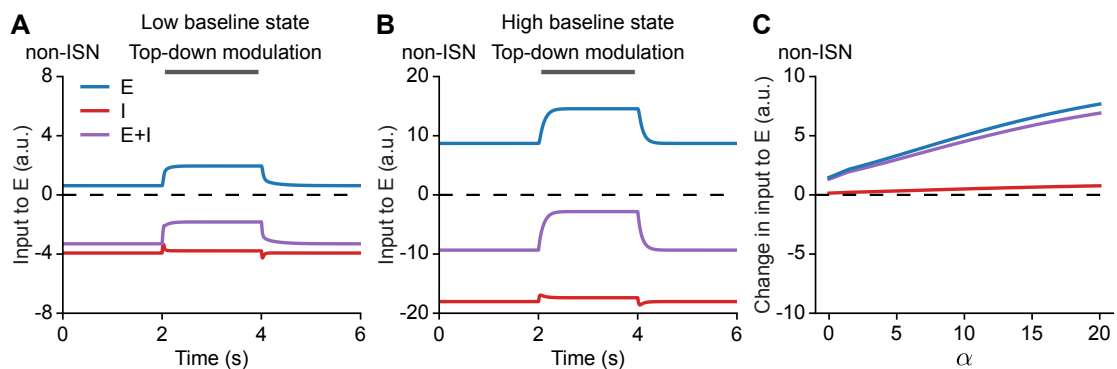 A
Low baseline state
non-ISN
Top-down modulation
8
4
0
-4
-8
Input to E (a.u.)
E
I
E+I
0
2
4
6
Time (s)
B
High baseline state
non-ISN
Top-down modulation
20
10
0
-10
-20
Input to E (a.u.)
0
2
4
6
Time (s)
C
non-ISN
10
5
0
-5
-10
Change in input to E (a.u.)
0
5
10
15
20
α